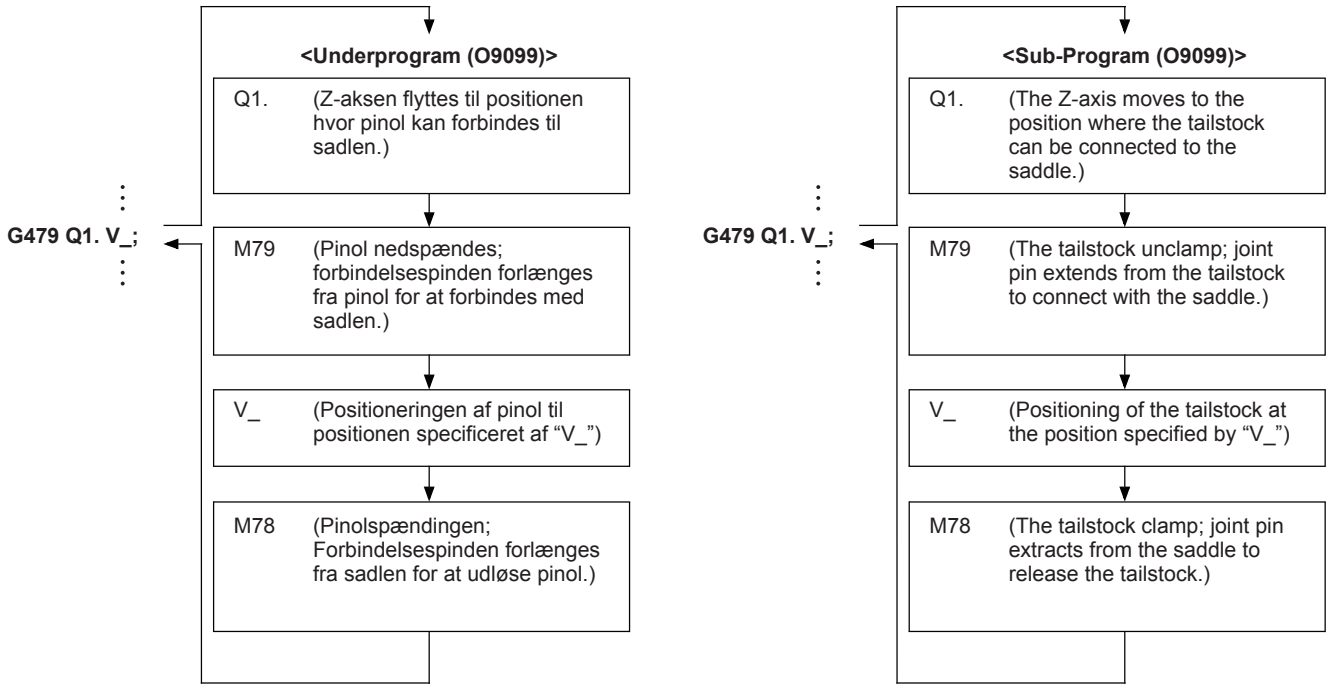 <Underprogram (O9099)>
Q1. (Z-aksen flyttes til positionen
hvor pinol kan forbindes til
sadlen.)
G479 Q1. V_;
M79 (Pinol nedspændes;
forbindelsespinden forlænges
fra pinol for at forbindes med
sadlen.)
V_ (Positioneringen af pinol til
positionen specificeret af “V_”)
M78 (Pinolspændingen;
Forbindelsespinden forlænges
fra sadlen for at udløse pinol.)
<Sub-Program (O9099)>
Q1. (The Z-axis moves to the
position where the tailstock
can be connected to the
saddle.)
G479 Q1. V_;
M79 (The tailstock unclamp; joint
pin extends from the tailstock
to connect with the saddle.)
V_ (Positioning of the tailstock at
the position specified by “V_”)
M78 (The tailstock clamp; joint pin
extracts from the saddle to
release the tailstock.)